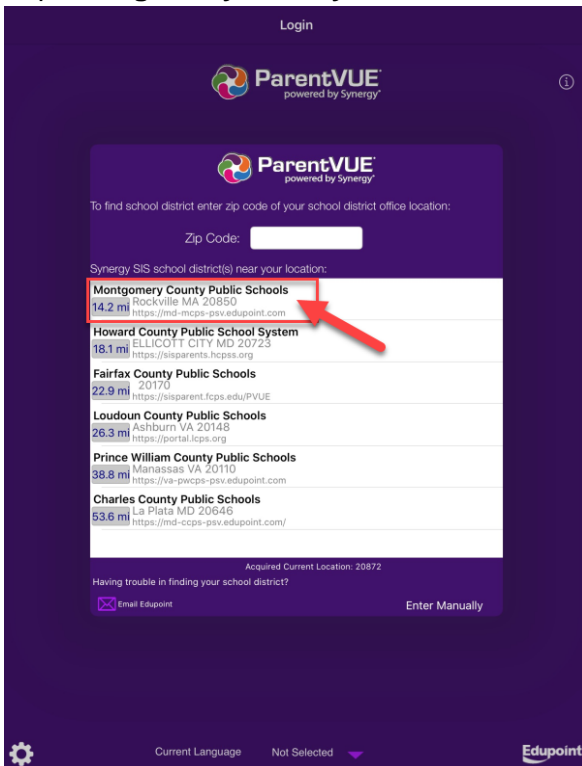 Login
ParentVUE
powered by Synergy
ParentVUE
powered by Synergy
To find school district enter zip code of your school district office location:
Zip Code:
Synergy SIS school district(s) near your location:
Montgomery County Public Schools
14.2 mi Rockville MA 20850
https://md-mcps-psv.edupoint.com
Howard County Public School System
18.1 mi ELLICOTT CITY MD 20723
https://sisparents.hcpss.org
Fairfax County Public Schools
22.9 mi 20170
https://sisparent.fcps.edu/PVUE
Loudoun County Public Schools
26.3 mi Ashburn VA 20148
https://portal.lcps.org
Prince William County Public Schools
38.8 mi Manassas VA 20110
https://va-pwcps-psv.edupoint.com
Charles County Public Schools
53.6 mi La Plata MD 20646
https://md-ccps-psv.edupoint.com/
Acquired Current Location: 20872
Having trouble in finding your school district?
Email Edupoint
Enter Manually
Current Language Not Selected
Edupoint